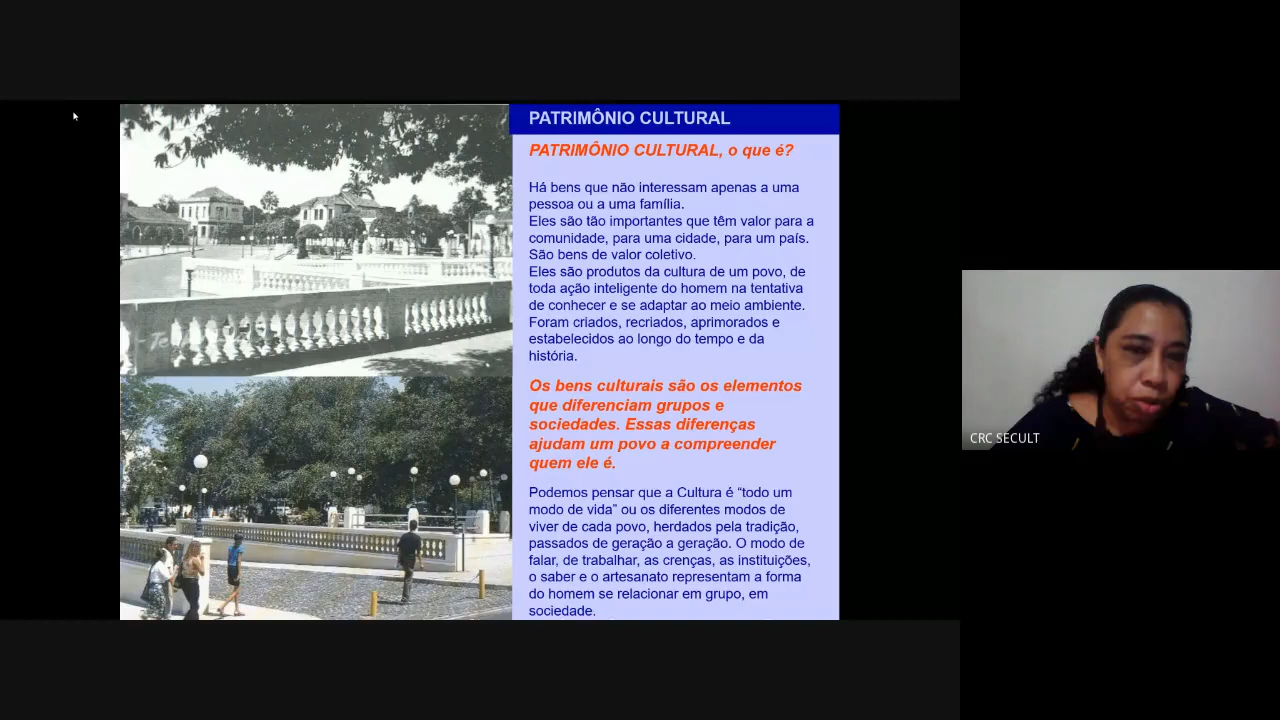 PATRIMÔNIO CULTURAL
PATRIMÔNIO CULTURAL, o que é?
Há bens que não interessam apenas a uma
pessoa ou a uma família.
Eles são tão importantes que têm valor para a
comunidade, para uma cidade, para um país.
São bens de valor coletivo.
Eles são produtos da cultura de um povo, de
toda ação inteligente do homem na tentativa
de conhecer e se adaptar ao meio ambiente.
Foram criados, recriados, aprimorados e
estabelecidos ao longo do tempo e da
história.
Os bens culturais são os elementos
que diferenciam grupos e
sociedades. Essas diferenças
ajudam um povo a compreender
quem ele é.
Podemos pensar que a Cultura é “todo um
modo de vida” ou os diferentes modos de
viver de cada povo, herdados pela tradição,
passados de geração a geração. O modo de
falar, de trabalhar, as crenças, as instituições,
o saber e o artesanato representam a forma
do homem se relacionar em grupo, em
sociedade.
CRC SECULT